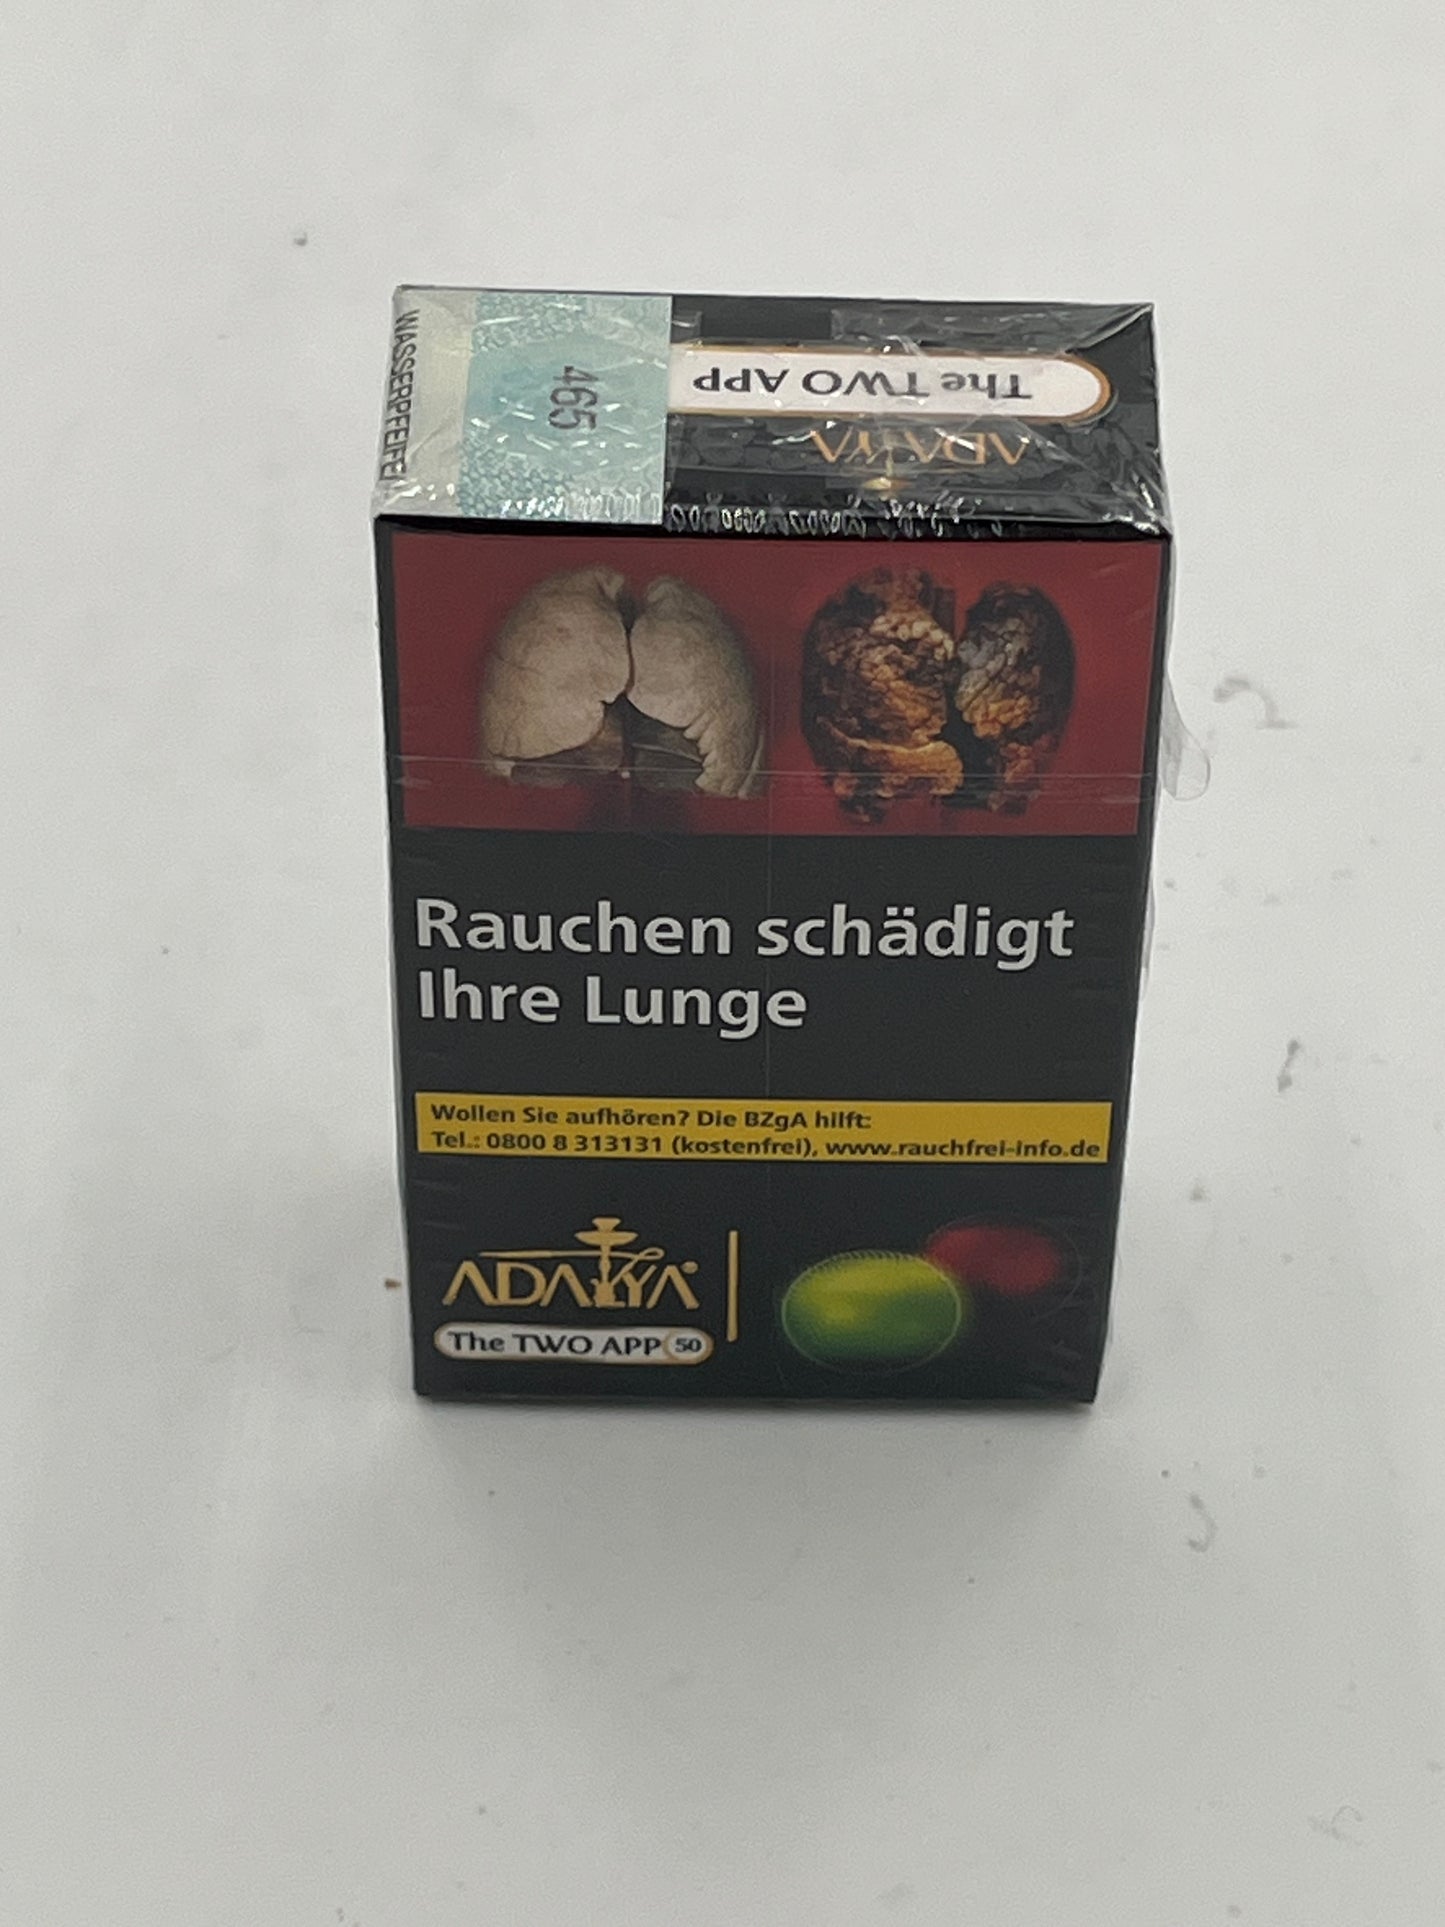 465
The TWO APP
ADALYA
Rauchen schädigt
Ihre Lunge
Wollen Sie aufhören? Die BZgA hilft:
Tel.: 0800 8 313131 (kostenfrei), www.rauchfrei-info.de
ADALYA®
The TWO APP 50